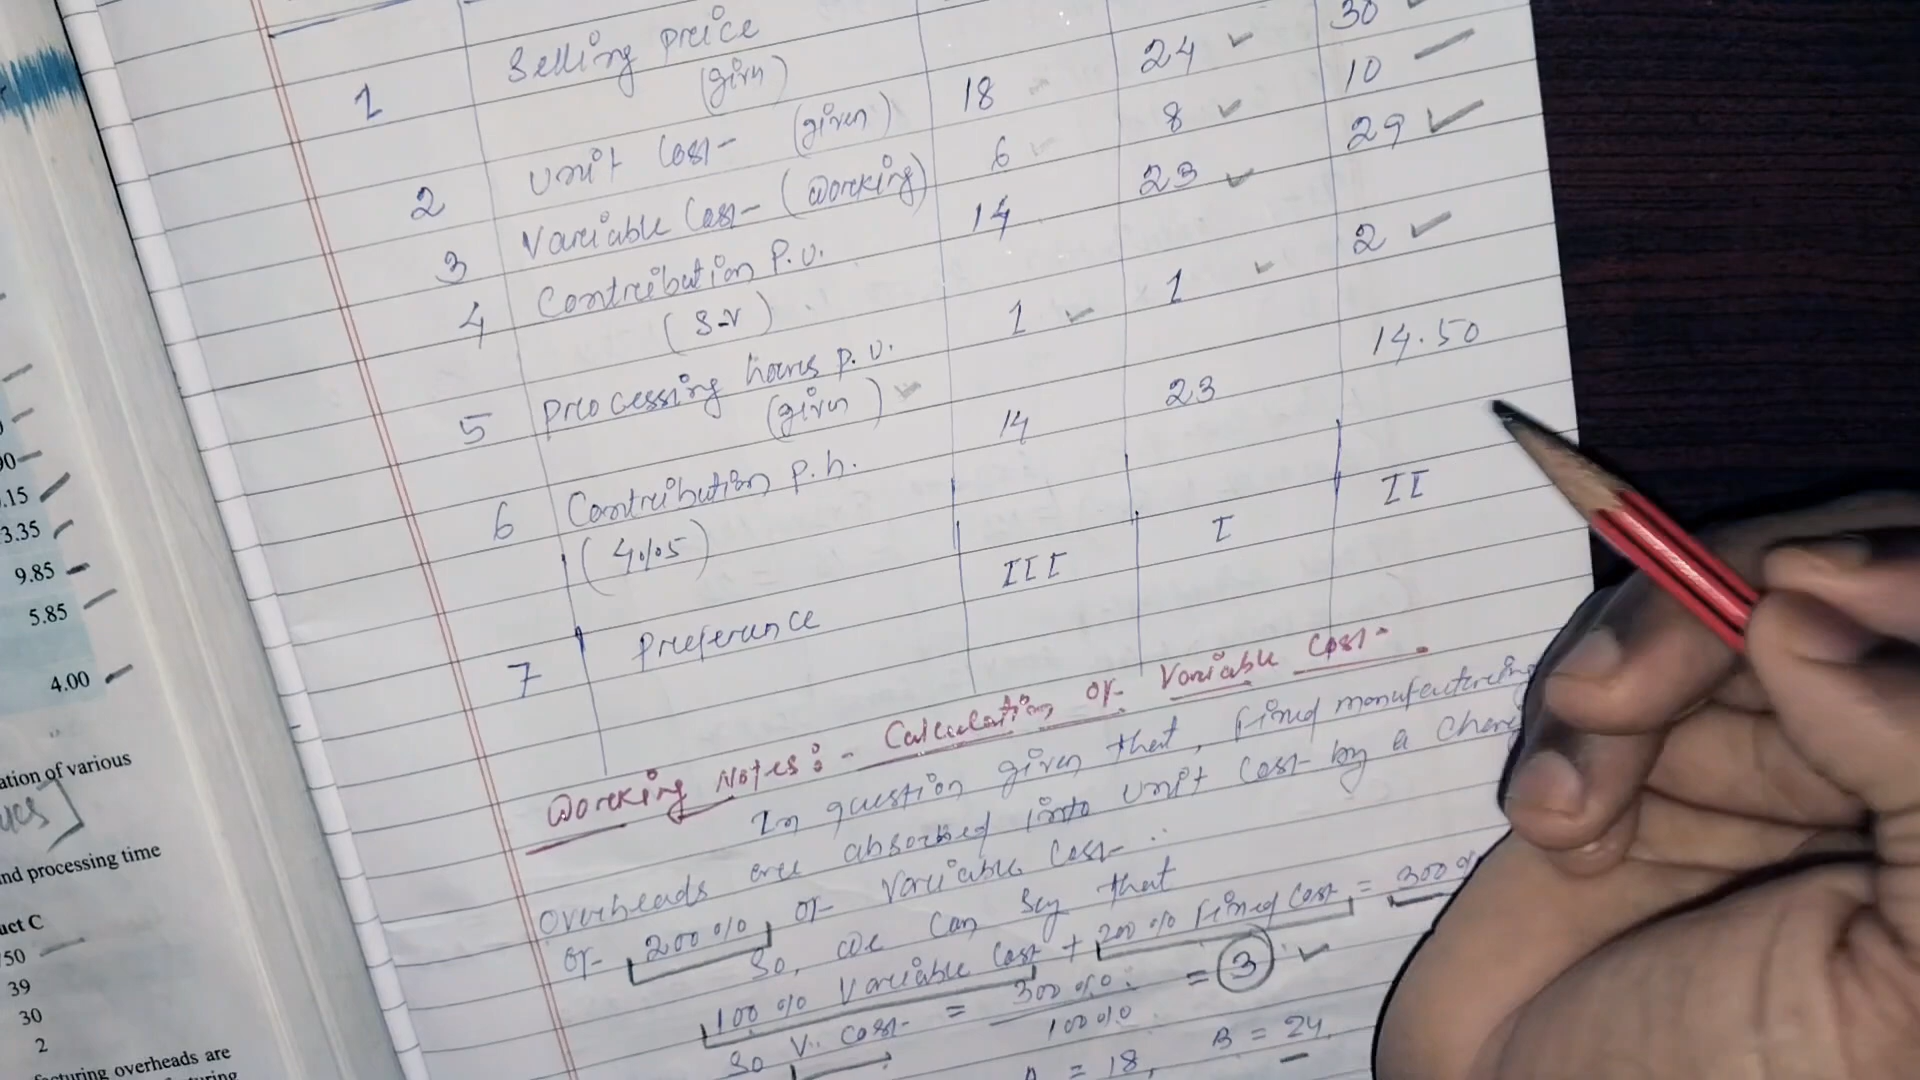 1 Selling Price
(given)
30
2 Unit Cost- (given) 18 24 10
3 Variable Cost- (Working) 6 8 29
4 Contribution P.U. 14 23
(S-V)
2
5 Processing hours P.U. 1 1
(given)
14.50
6 Contribution P.h. 14 23
(4%5)
7 Preference III I II
Working Notes:- Calculation of Variable Cost-
In question given that, Fixed manufacturing
overheads are absorbed into unit cost by a
of 200% of variable cost
So, we can say that
100% Variable Cost + 200% Fixed Cost = 300%
So V. Cost = 300% / 100% = 3
A = 18, B = 24
.15
3.35
9.85
5.85
4.00
ation of various
nd processing time
uct C
50
39
30
2
facturing overheads are